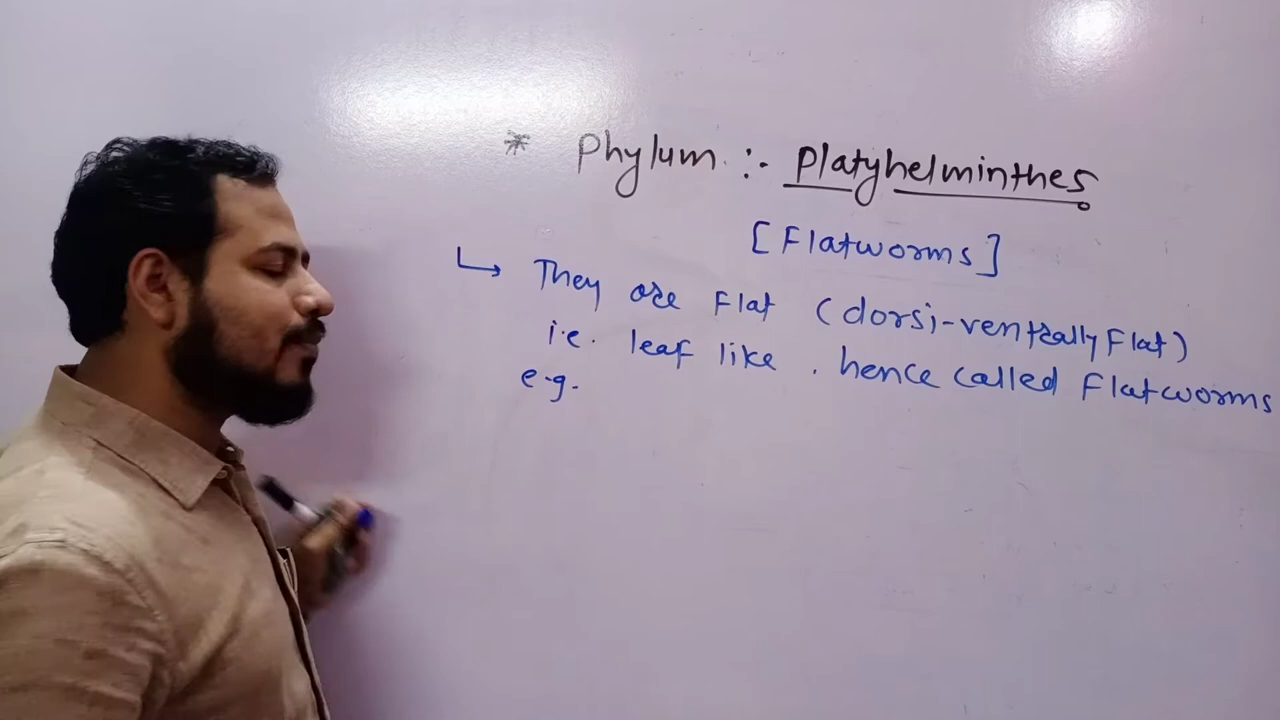 * Phylum :- Platyhelminthes
[Flatworms]
↳ They are Flat (dorsi-ventrally Flat)
i.e. leaf like . hence called Flatworms
e.g.